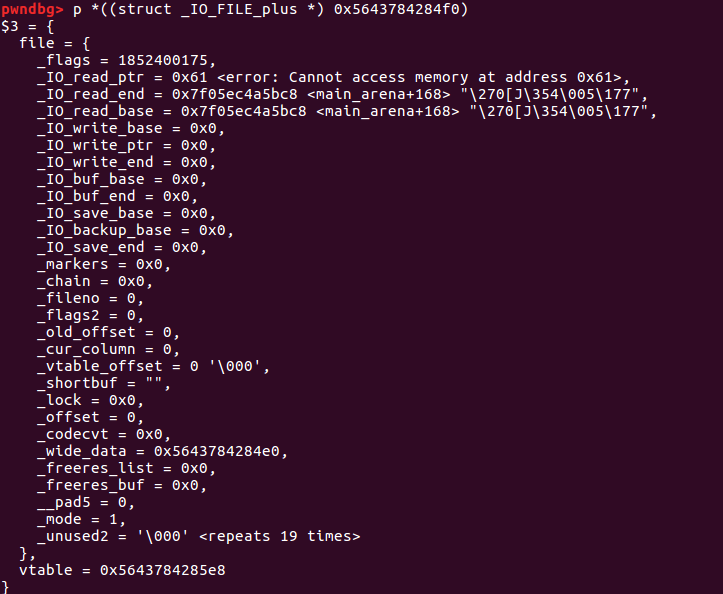 pwndbg> p *((struct _IO_FILE_plus *) 0x5643784284f0)
$3 = {
  file = {
    _flags = 1852400175,
    _IO_read_ptr = 0x61 <error: Cannot access memory at address 0x61>,
    _IO_read_end = 0x7f05ec4a5bc8 <main_arena+168> "\270[J\354\005\177",
    _IO_read_base = 0x7f05ec4a5bc8 <main_arena+168> "\270[J\354\005\177",
    _IO_write_base = 0x0,
    _IO_write_ptr = 0x0,
    _IO_write_end = 0x0,
    _IO_buf_base = 0x0,
    _IO_buf_end = 0x0,
    _IO_save_base = 0x0,
    _IO_backup_base = 0x0,
    _IO_save_end = 0x0,
    _markers = 0x0,
    _chain = 0x0,
    _fileno = 0,
    _flags2 = 0,
    _old_offset = 0,
    _cur_column = 0,
    _vtable_offset = 0 '\000',
    _shortbuf = "",
    _lock = 0x0,
    _offset = 0,
    _codecvt = 0x0,
    _wide_data = 0x5643784284e0,
    _freeres_list = 0x0,
    _freeres_buf = 0x0,
    __pad5 = 0,
    _mode = 1,
    _unused2 = '\000' <repeats 19 times>
  },
  vtable = 0x5643784285e8
}